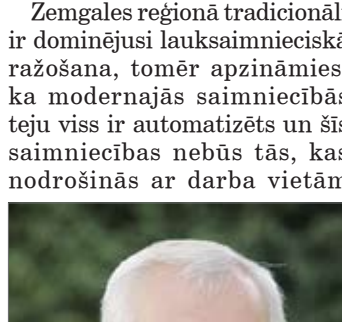 Zemgales reģionā tradicionāl
ir dominējusi lauksaimniecisk
ražošana, tomēr apzināmies
ka modernajās saimniecībās
teju viss ir automatizēts un šīs
saimniecības nebūs tās, kas
nodrošinās ar darba vietām